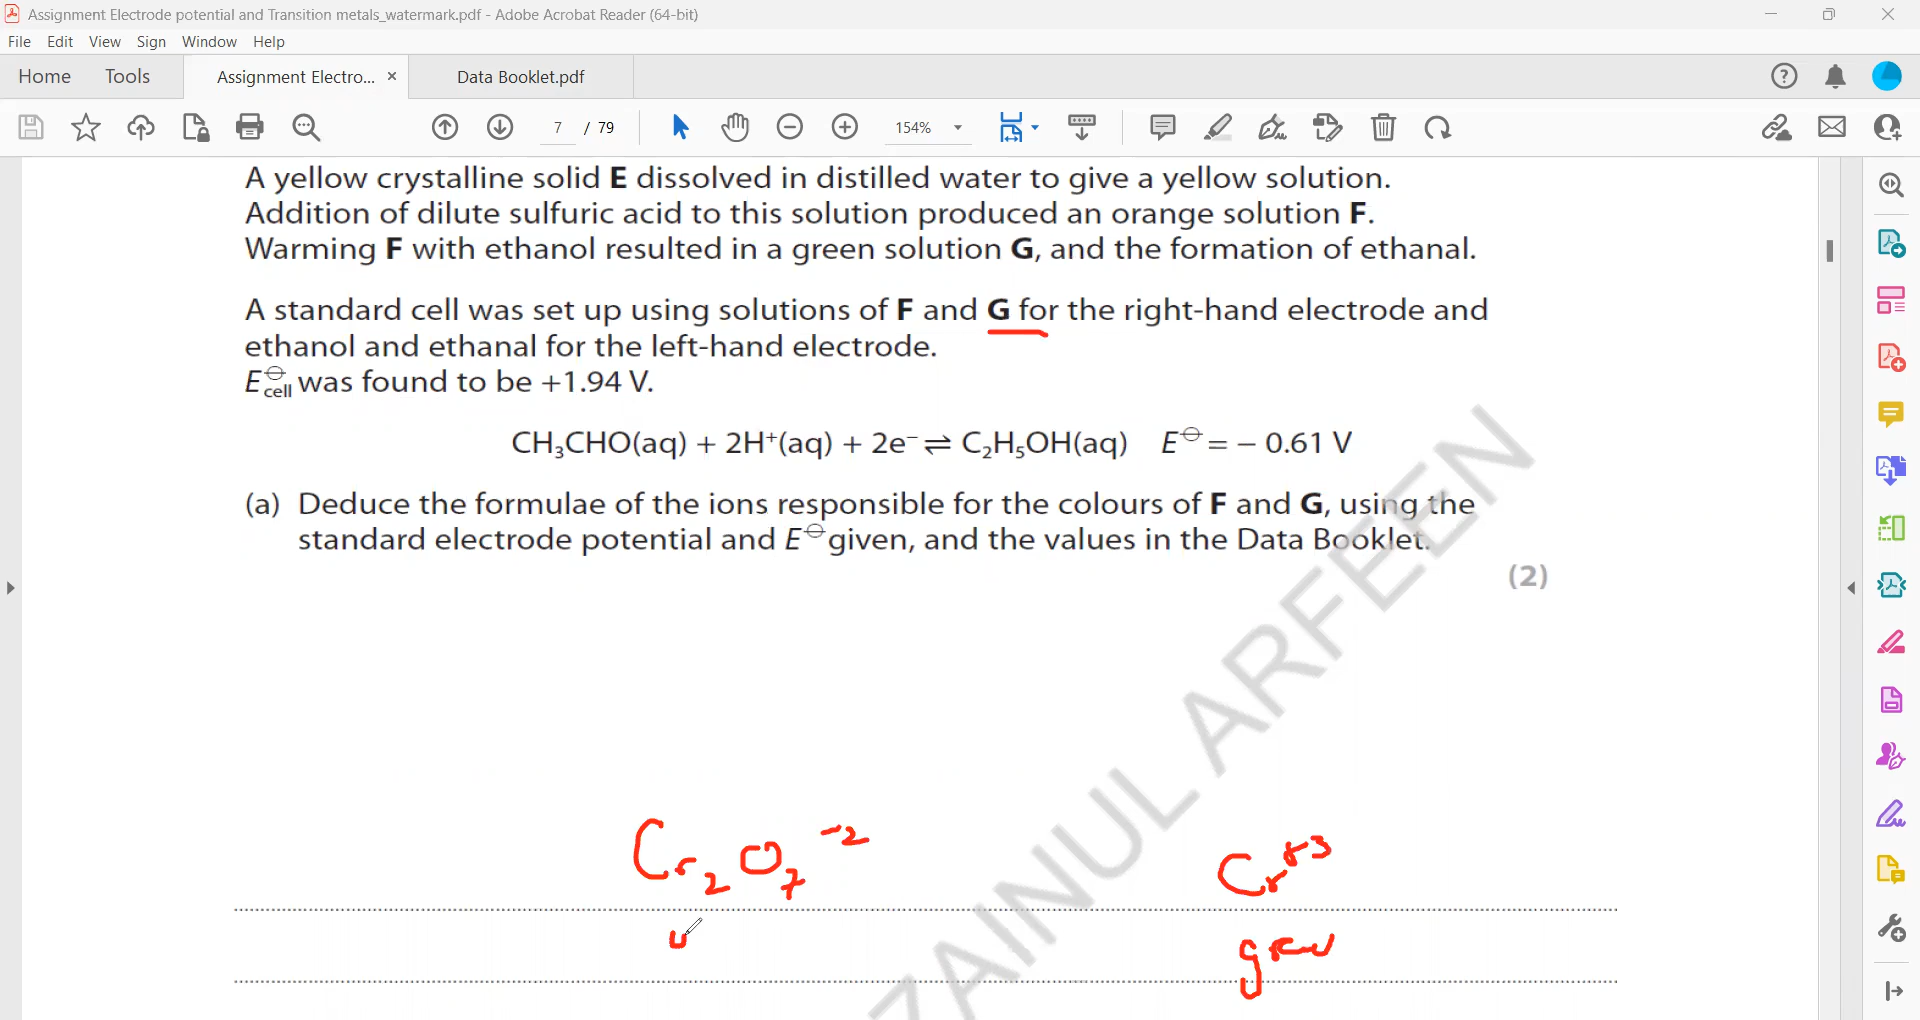 Assignment Electrode potential and Transition metals_watermark.pdf - Adobe Acrobat Reader (64-bit)
File Edit View Sign Window Help
Home Tools Assignment Electro... × Data Booklet.pdf
7 / 79 154%
A yellow crystalline solid E dissolved in distilled water to give a yellow solution.
Addition of dilute sulfuric acid to this solution produced an orange solution F.
Warming F with ethanol resulted in a green solution G, and the formation of ethanal.
A standard cell was set up using solutions of F and G for the right-hand electrode and
ethanol and ethanal for the left-hand electrode.
E⦵cell was found to be +1.94 V.
CH₃CHO(aq) + 2H⁺(aq) + 2e⁻ ⇌ C₂H₅OH(aq) E⦵ = − 0.61 V
(a) Deduce the formulae of the ions responsible for the colours of F and G, using the
standard electrode potential and E⦵ given, and the values in the Data Booklet.
(2)
Cr₂O₇⁻² Cr⁺³
ZAINUL ARFEEN